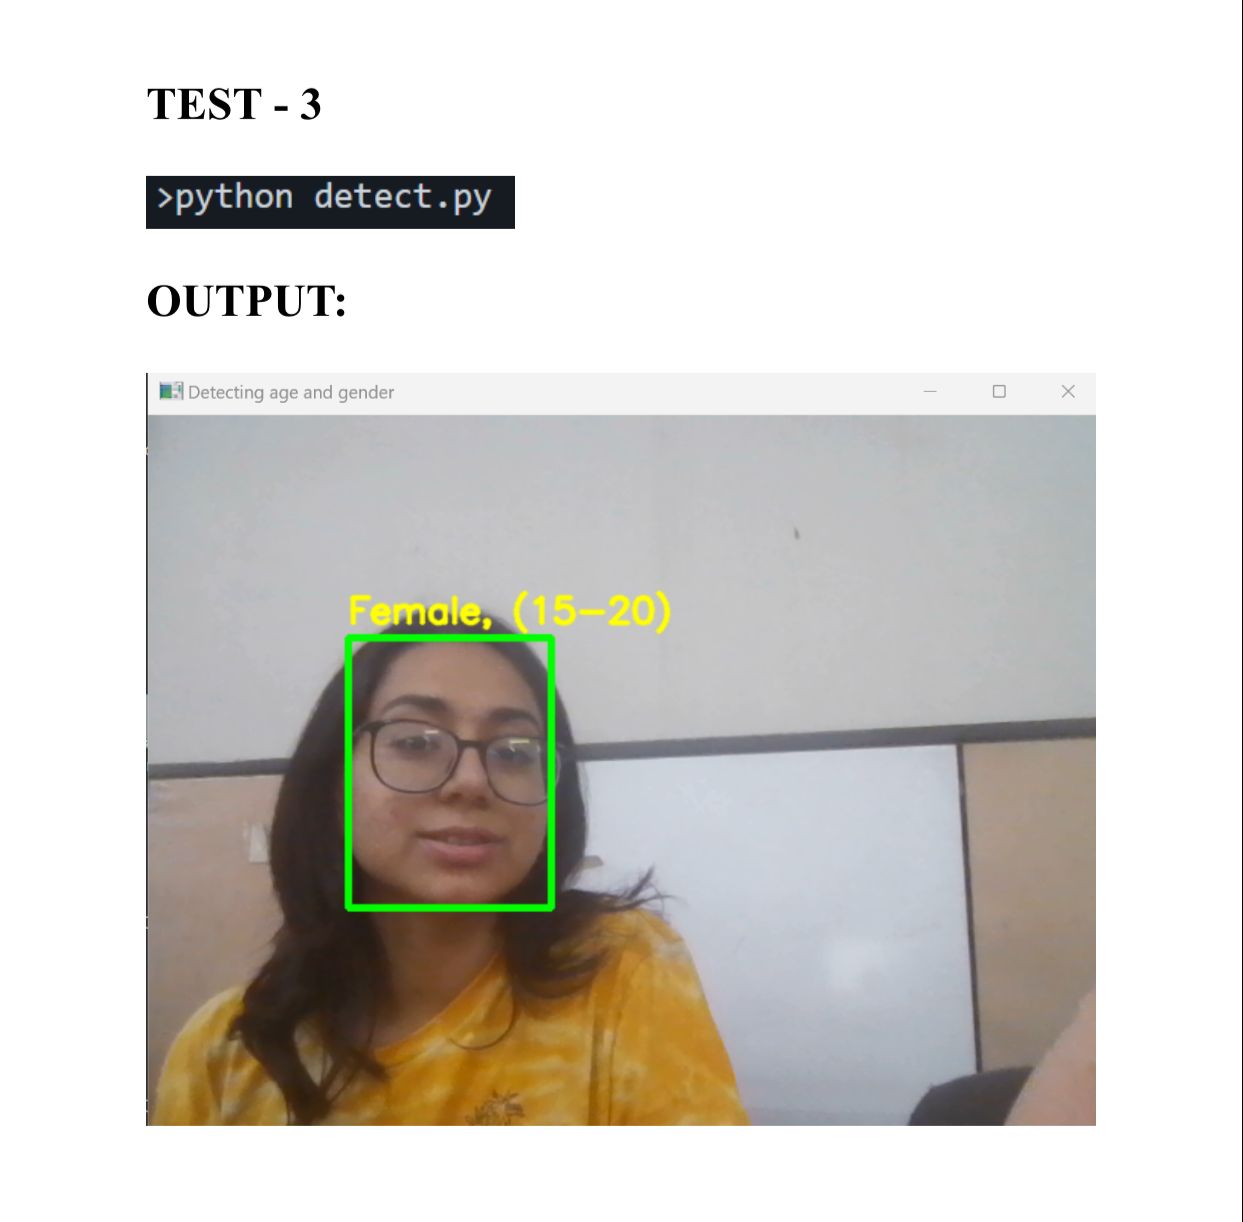 TEST - 3
>python detect.py
OUTPUT:
Detecting age and gender
Female, (15-20)